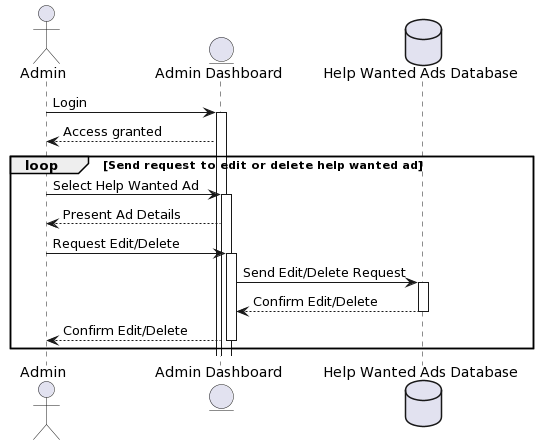 Admin Admin Dashboard Help Wanted Ads Database
Login
Access granted
loop [Send request to edit or delete help wanted ad]
Select Help Wanted Ad
Present Ad Details
Request Edit/Delete
Send Edit/Delete Request
Confirm Edit/Delete
Confirm Edit/Delete
Admin Admin Dashboard Help Wanted Ads Database